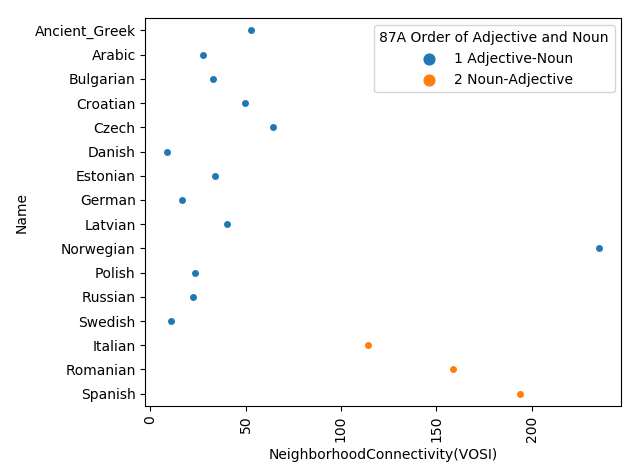 Ancient_Greek
Arabic
Bulgarian
Croatian
Czech
Danish
Estonian
German
Latvian
Norwegian
Polish
Russian
Swedish
Italian
Romanian
Spanish
Name
87A Order of Adjective and Noun
1 Adjective-Noun
2 Noun-Adjective
0
50
100
150
200
NeighborhoodConnectivity(VOSI)